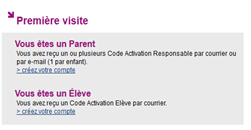 Première visite
Vous êtes un Parent
Vous avez reçu un ou plusieurs Code Activation Responsable par courrier ou
par e-mail (1 par enfant).
> créez votre compte
Vous êtes un Élève
Vous avez reçu un Code Activation Elève par courrier.
> créez votre compte